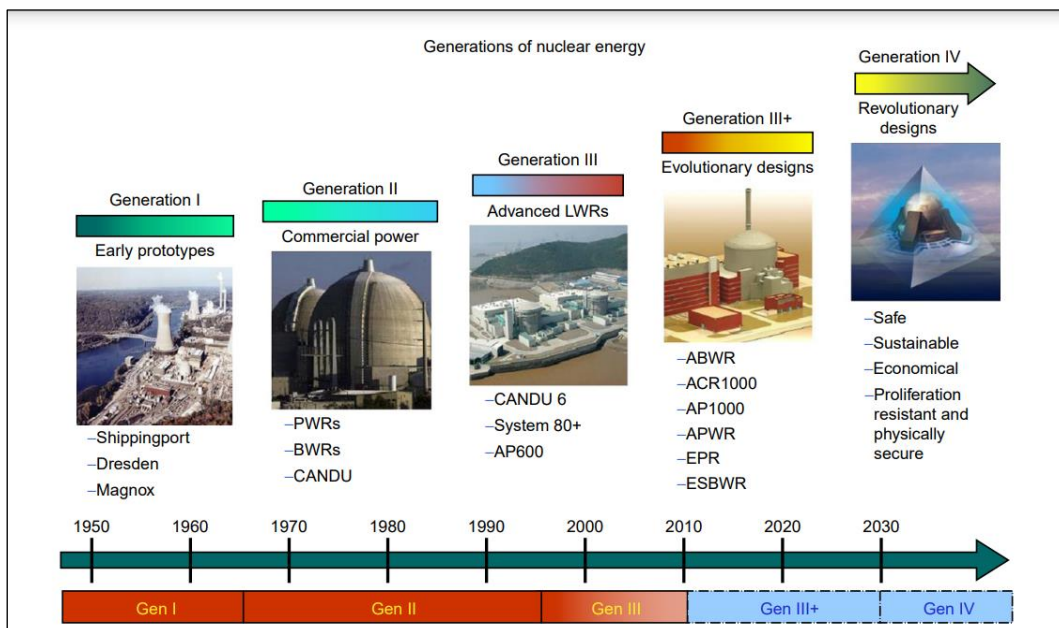 Generations of nuclear energy
Generation I
Early prototypes
–Shippingport
–Dresden
–Magnox
Generation II
Commercial power
–PWRs
–BWRs
–CANDU
Generation III
Advanced LWRs
–CANDU 6
–System 80+
–AP600
Generation III+
Evolutionary designs
–ABWR
–ACR1000
–AP1000
–APWR
–EPR
–ESBWR
Generation IV
Revolutionary
designs
–Safe
–Sustainable
–Economical
–Proliferation
resistant and
physically
secure
1950 1960 1970 1980 1990 2000 2010 2020 2030
Gen I Gen II Gen III Gen III+ Gen IV